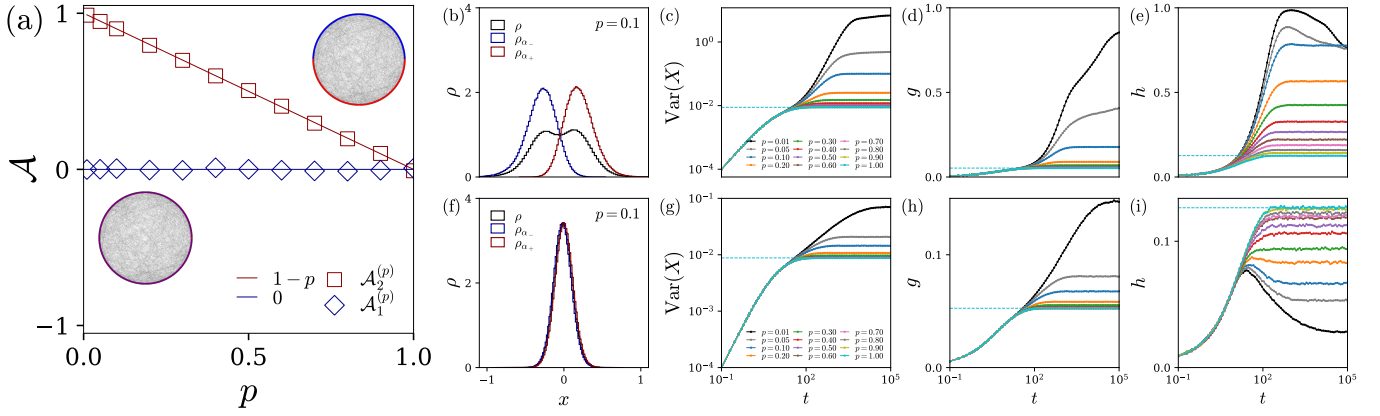 (a)
1
0
−1
𝒜
0.0
0.5
1.0
p
1 − p
0
𝒜₂⁽ᵖ⁾
𝒜₁⁽ᵖ⁾
(b)
4
2
0
ρ
ρ
ρα₋
ρα₊
p = 0.1
(c)
10⁰
10⁻²
10⁻⁴
Var(X)
p = 0.01 p = 0.30 p = 0.70
p = 0.05 p = 0.40 p = 0.80
p = 0.10 p = 0.50 p = 0.90
p = 0.20 p = 0.60 p = 1.00
(d)
1.0
0.5
0.0
g
(e)
1.0
0.5
0.0
h
(f)
4
2
0
ρ
ρ
ρα₋
ρα₊
p = 0.1
−1
0
1
x
(g)
10⁻¹
10⁻²
10⁻³
10⁻⁴
Var(X)
p = 0.01 p = 0.30 p = 0.70
p = 0.05 p = 0.40 p = 0.80
p = 0.10 p = 0.50 p = 0.90
p = 0.20 p = 0.60 p = 1.00
10⁻¹
10²
10⁵
t
(h)
0.1
0.0
g
10⁻¹
10²
10⁵
t
(i)
0.1
h
10⁻¹
10²
10⁵
t